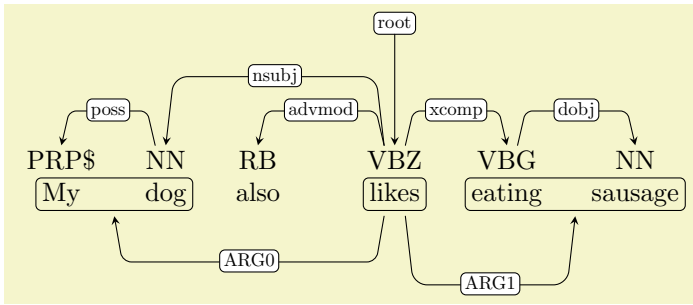 root
nsubj
poss advmod xcomp dobj
PRP$ NN RB VBZ VBG NN
My dog also likes eating sausage
ARG0
ARG1